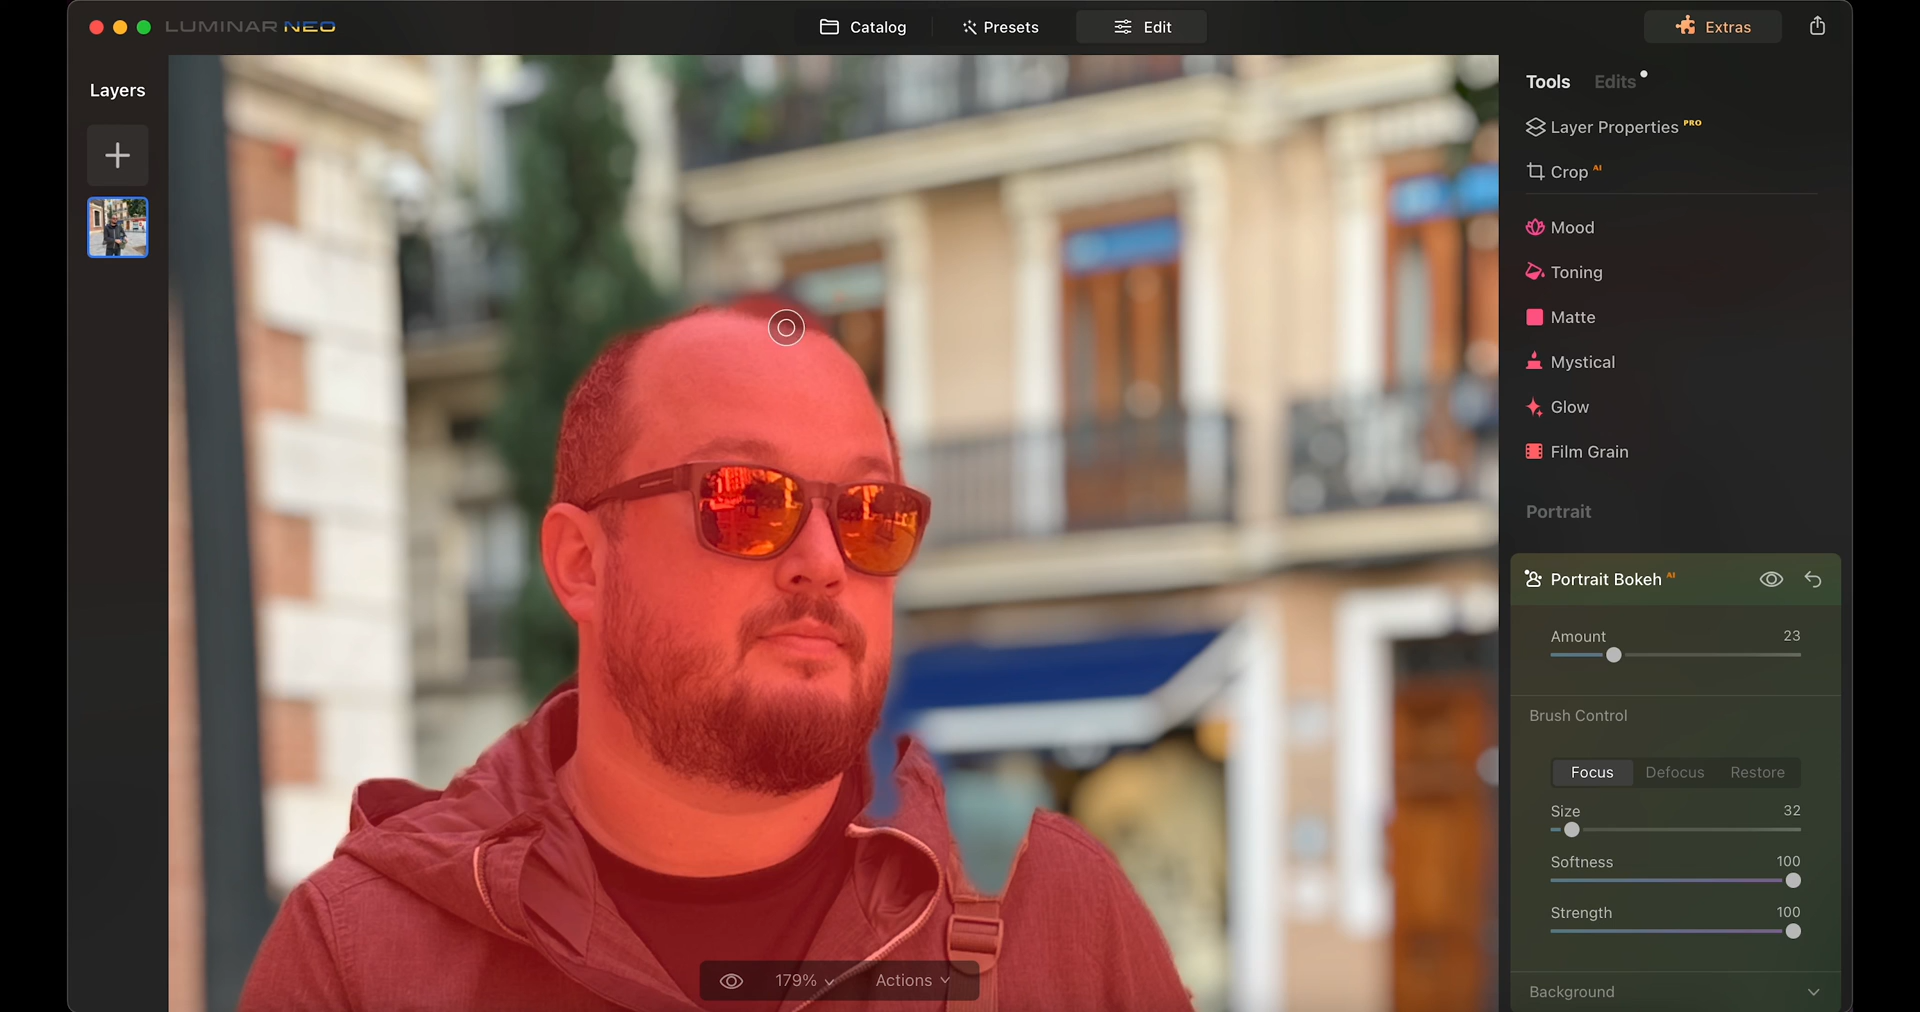 LUMINAR NEO
Catalog
Presets
Edit
Extras
Layers
Tools
Edits
Layer Properties PRO
Crop AI
Mood
Toning
Matte
Mystical
Glow
Film Grain
Portrait
Portrait Bokeh AI
Amount 23
Brush Control
Focus Defocus Restore
Size 32
Softness 100
Strength 100
Background
179%
Actions